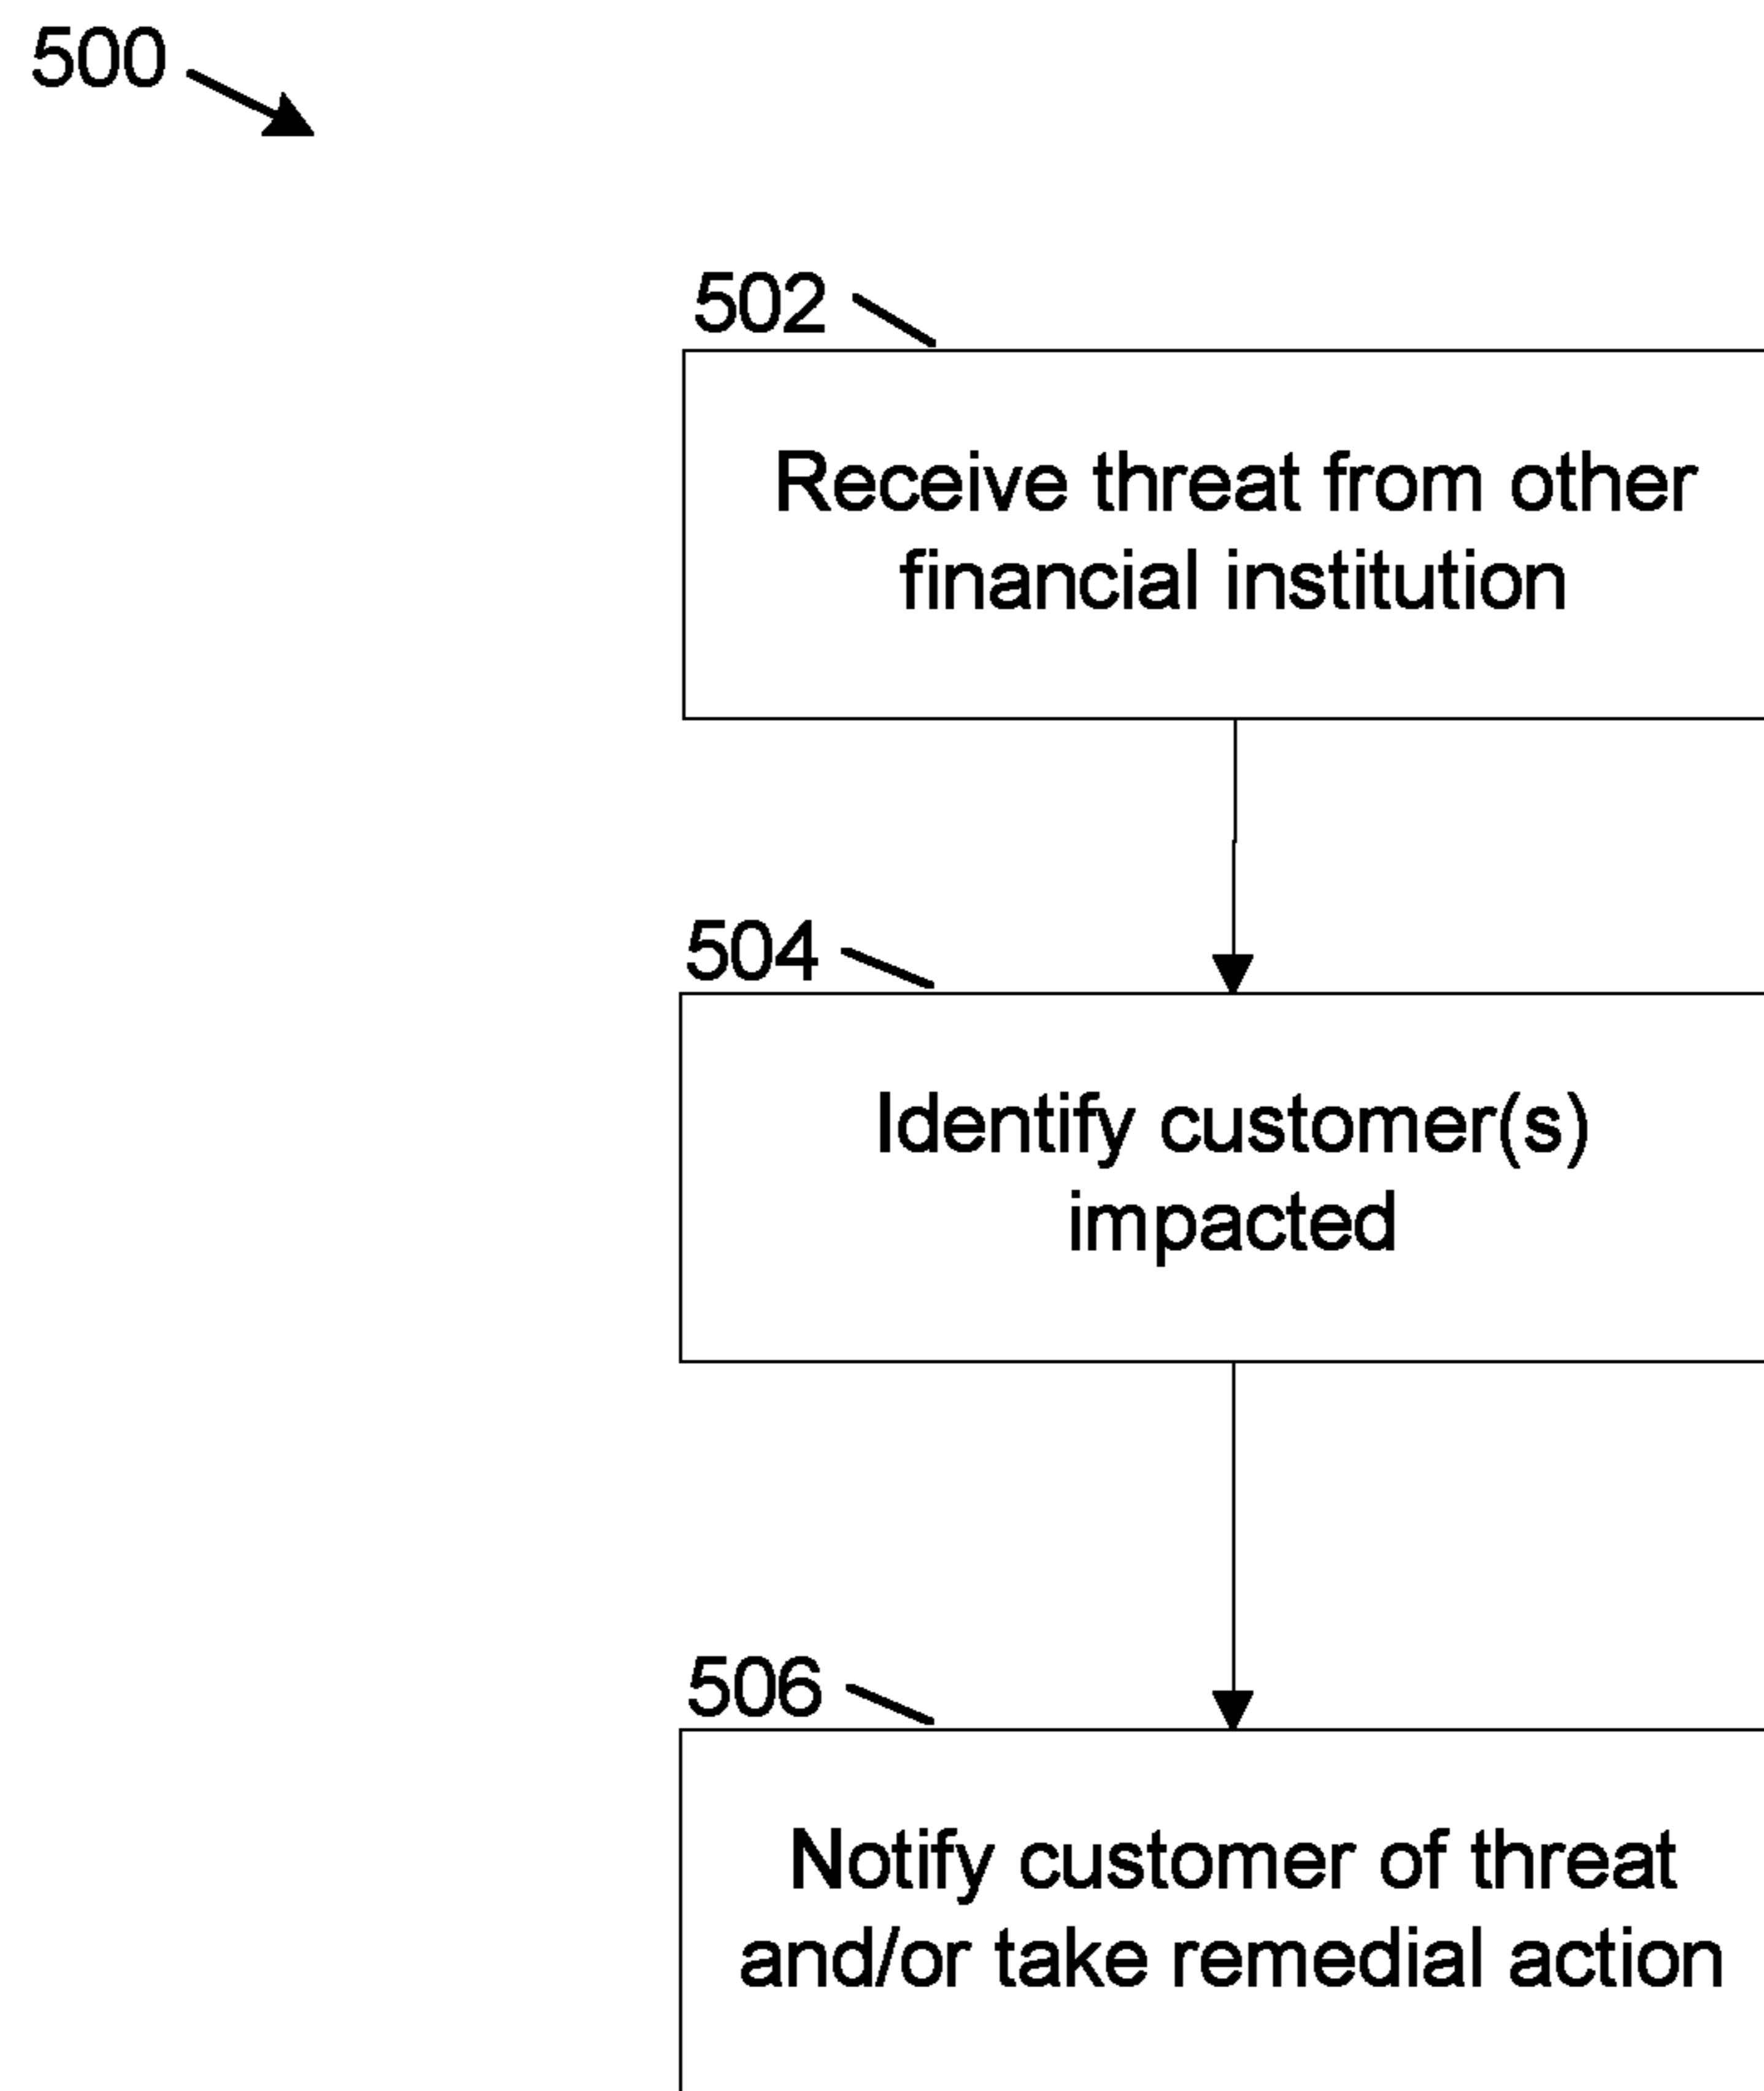 500
502
Receive threat from other
financial institution
504
Identify customer(s)
impacted
506
Notify customer of threat
and/or take remedial action